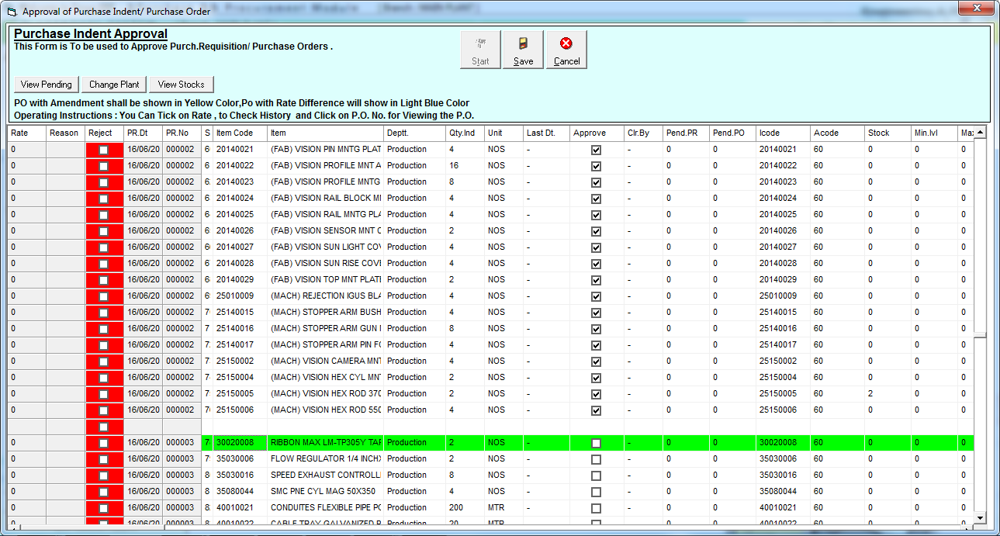 Approval of Purchase Indent/ Purchase Order
Purchase Indent Approval
This Form is To be used to Approve Purch.Requisition/ Purchase Orders .
Start Save Cancel
View Pending Change Plant View Stocks
PO with Amendment shall be shown in Yellow Color,Po with Rate Difference will show in Light Blue Color
Operating Instructions : You Can Tick on Rate , to Check History and Click on P.O. No. for Viewing the P.O.
Rate Reason Reject PR.Dt PR.No S Item Code Item Deptt. Qty.Ind Unit Last Dt. Approve Clr.By Pend.PR Pend.PO Icode Acode Stock Min.lvl Max
0 16/06/20 000002 6 20140021 (FAB) VISION PIN MNTG PLAT Production 4 NOS - - 0 0 20140021 60 0 0 0
0 16/06/20 000002 6 20140022 (FAB) VISION PROFILE MNT A Production 16 NOS - - 0 0 20140022 60 0 0 0
0 16/06/20 000002 6 20140023 (FAB) VISION PROFILE MNTG Production 8 NOS - - 0 0 20140023 60 0 0 0
0 16/06/20 000002 6 20140024 (FAB) VISION RAIL BLOCK Production 4 NOS - - 0 0 20140024 60 0 0 0
0 16/06/20 000002 6 20140025 (FAB) VISION RAIL MNTG PLA Production 4 NOS - - 0 0 20140025 60 0 0 0
0 16/06/20 000002 6 20140026 (FAB) VISION SENSOR MNT Production 2 NOS - - 0 0 20140026 60 0 0 0
0 16/06/20 000002 6 20140027 (FAB) VISION SUN LIGHT COV Production 4 NOS - - 0 0 20140027 60 0 0 0
0 16/06/20 000002 6 20140028 (FAB) VISION SUN RISE COV Production 4 NOS - - 0 0 20140028 60 0 0 0
0 16/06/20 000002 6 20140029 (FAB) VISION TOP MNT PLAT Production 2 NOS - - 0 0 20140029 60 0 0 0
0 16/06/20 000002 6 25010009 (MACH) REJECTION IGUS BLA Production 4 NOS - - 0 0 25010009 60 0 0 0
0 16/06/20 000002 7 25140015 (MACH) STOPPER ARM BUSH Production 4 NOS - - 0 0 25140015 60 0 0 0
0 16/06/20 000002 7 25140016 (MACH) STOPPER ARM GUN Production 8 NOS - - 0 0 25140016 60 0 0 0
0 16/06/20 000002 7 25140017 (MACH) STOPPER ARM PIN Production 4 NOS - - 0 0 25140017 60 0 0 0
0 16/06/20 000002 7 25150002 (MACH) VISION CAMERA MNT Production 4 NOS - - 0 0 25150002 60 0 0 0
0 16/06/20 000002 7 25150004 (MACH) VISION HEX CYL MNT Production 2 NOS - - 0 0 25150004 60 0 0 0
0 16/06/20 000002 7 25150005 (MACH) VISION HEX ROD 370 Production 2 NOS - - 0 0 25150005 60 2 0 0
0 16/06/20 000002 7 25150006 (MACH) VISION HEX ROD 550 Production 4 NOS - - 0 0 25150006 60 0 0 0
0 16/06/20 000003 7 30020008 RIBBON MAX LM-TP305Y TAP Production 2 NOS - - 0 0 30020008 60 0 0 0
0 16/06/20 000003 7 35030006 FLOW REGULATOR 1/4 INCHX Production 2 NOS - - 0 0 35030006 60 0 0 0
0 16/06/20 000003 8 35030016 SPEED EXHAUST CONTROLL Production 8 NOS - - 0 0 35030016 60 0 0 0
0 16/06/20 000003 8 35080044 SMC PNE CYL MAG 50X350 Production 4 NOS - - 0 0 35080044 60 0 0 0
0 16/06/20 000003 8 40010021 CONDUITES FLEXIBLE PIPE Production 200 MTR - - 0 0 40010021 60 0 0 0
0 16/06/20 000003 40010022 CABLE TRAY GALVANIZED Production 20 MTR - - 0 0 40010022 60 0 0 0